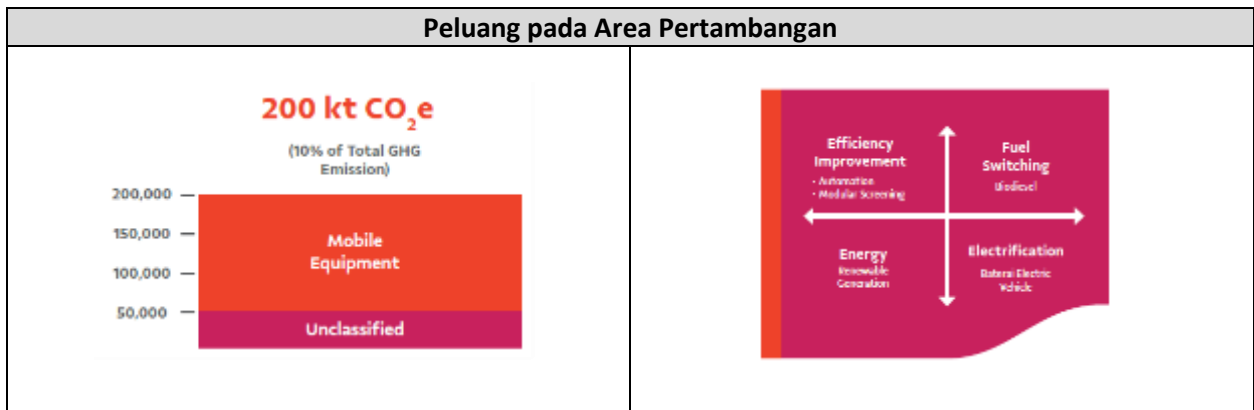 Peluang pada Area Pertambangan
200 kt CO₂e
(10% of Total GHG
Emission)
200,000
150,000
100,000
50,000
Mobile
Equipment
Unclassified
Efficiency
Improvement
• Automation
• Modular Screening
Fuel
Switching
Biodiesel
Energy
Renewable
Generation
Electrification
Baterai Electric
Vehicle